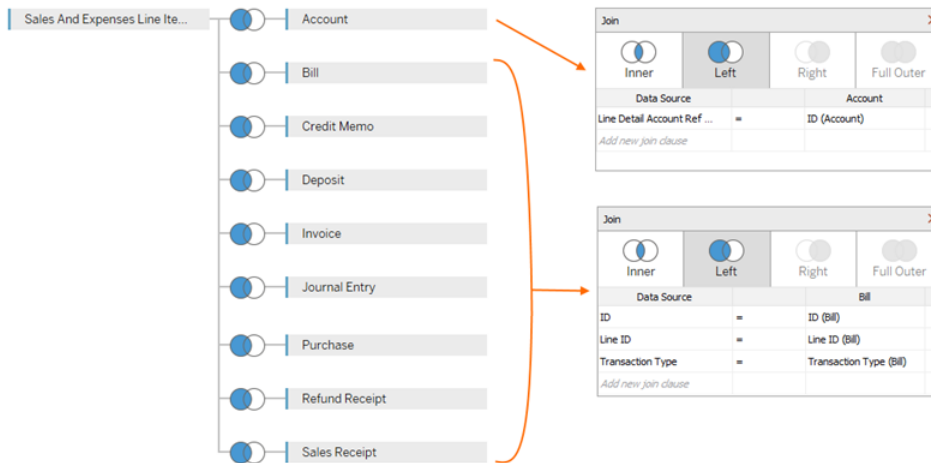 Sales And Expenses Line Ite...
Account
Bill
Credit Memo
Deposit
Invoice
Journal Entry
Purchase
Refund Receipt
Sales Receipt
Join
Inner Left Right Full Outer
Data Source Account
Line Detail Account Ref ... = ID (Account)
Add new join clause
Join
Inner Left Right Full Outer
Data Source Bill
ID = ID (Bill)
Line ID = Line ID (Bill)
Transaction Type = Transaction Type (Bill)
Add new join clause